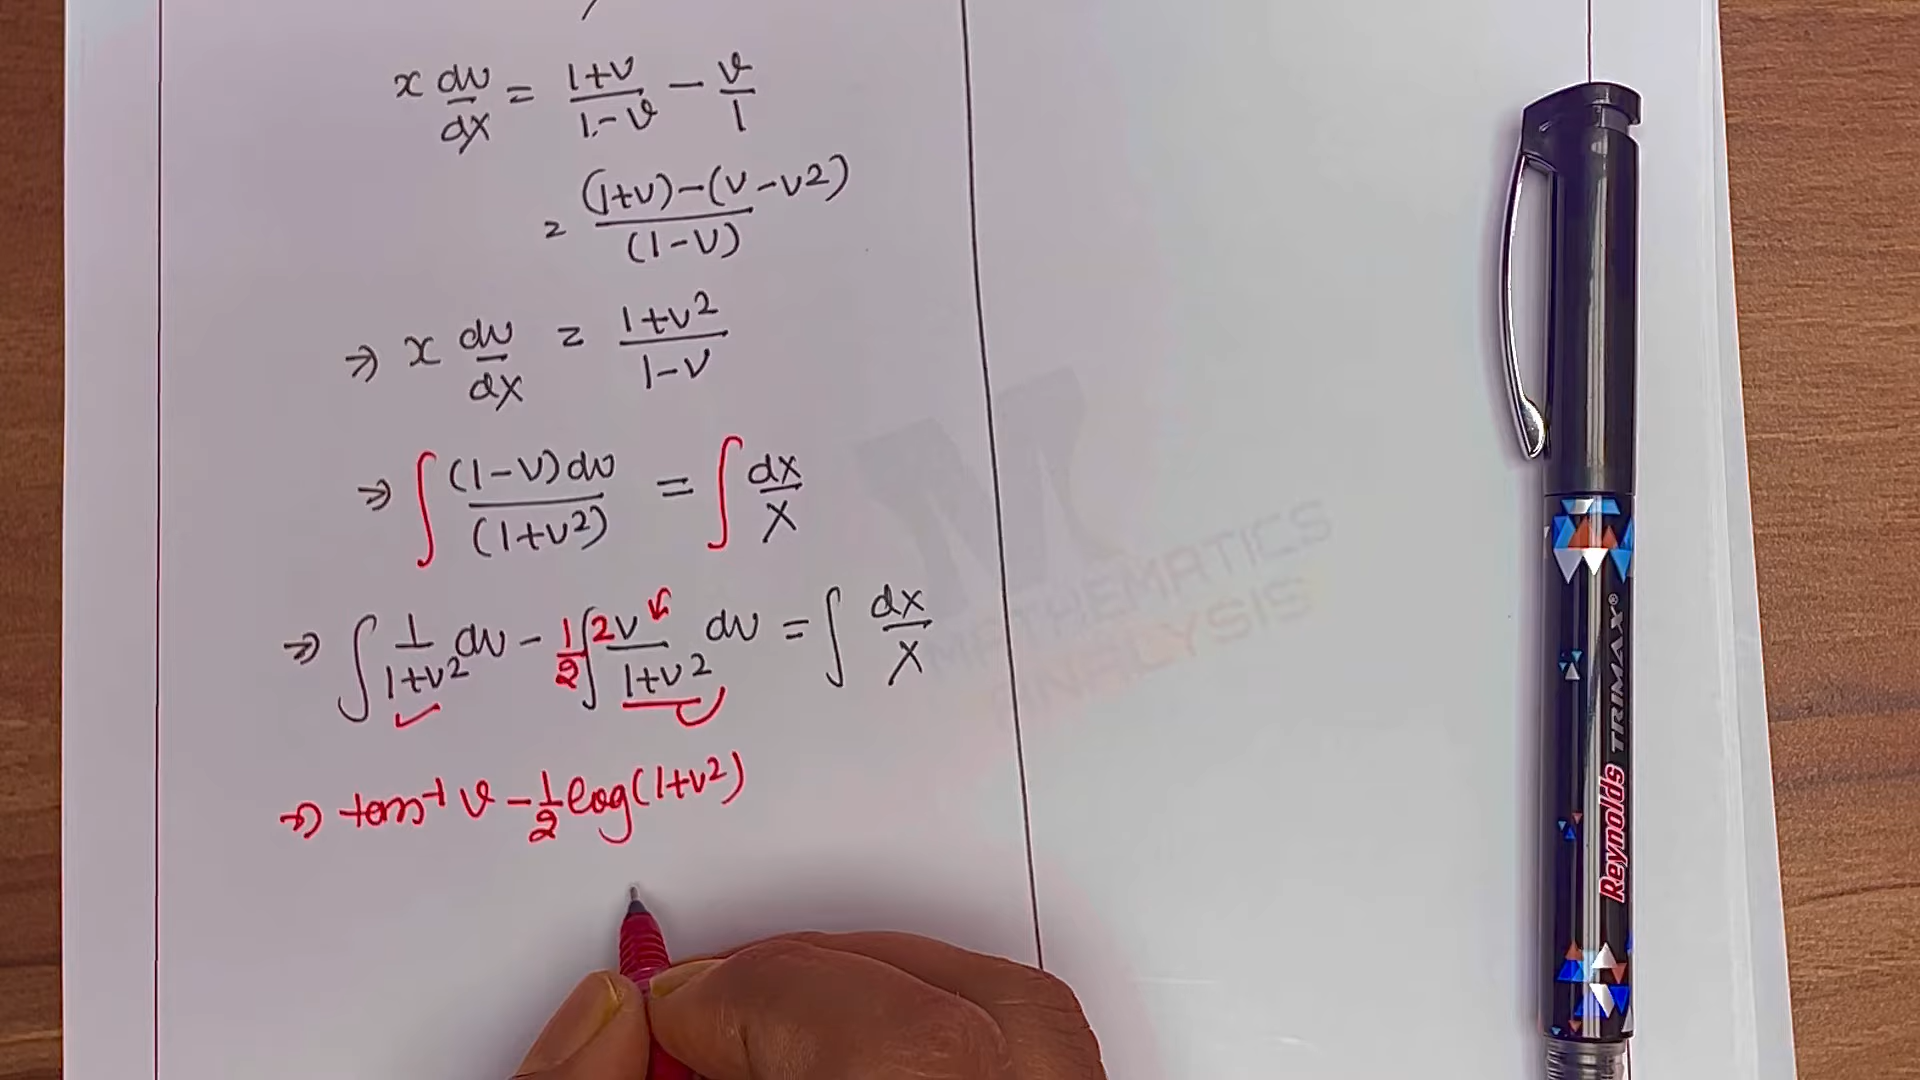 x dv/dx = 1+v/1-v - v/1
= (1+v)-(v-v2)/(1-v)
⇒ x dv/dx = 1+v²/1-v
⇒ ∫ (1-v)dv/(1+v²) = ∫ dx/x
⇒ ∫ 1/1+v² dv - 1/2 ∫ 2v/1+v² dv = ∫ dx/x
⇒ tan⁻¹ v - 1/2 log(1+v²)
MATHEMATICS
ANALYSIS
Reynolds TRIMAX®